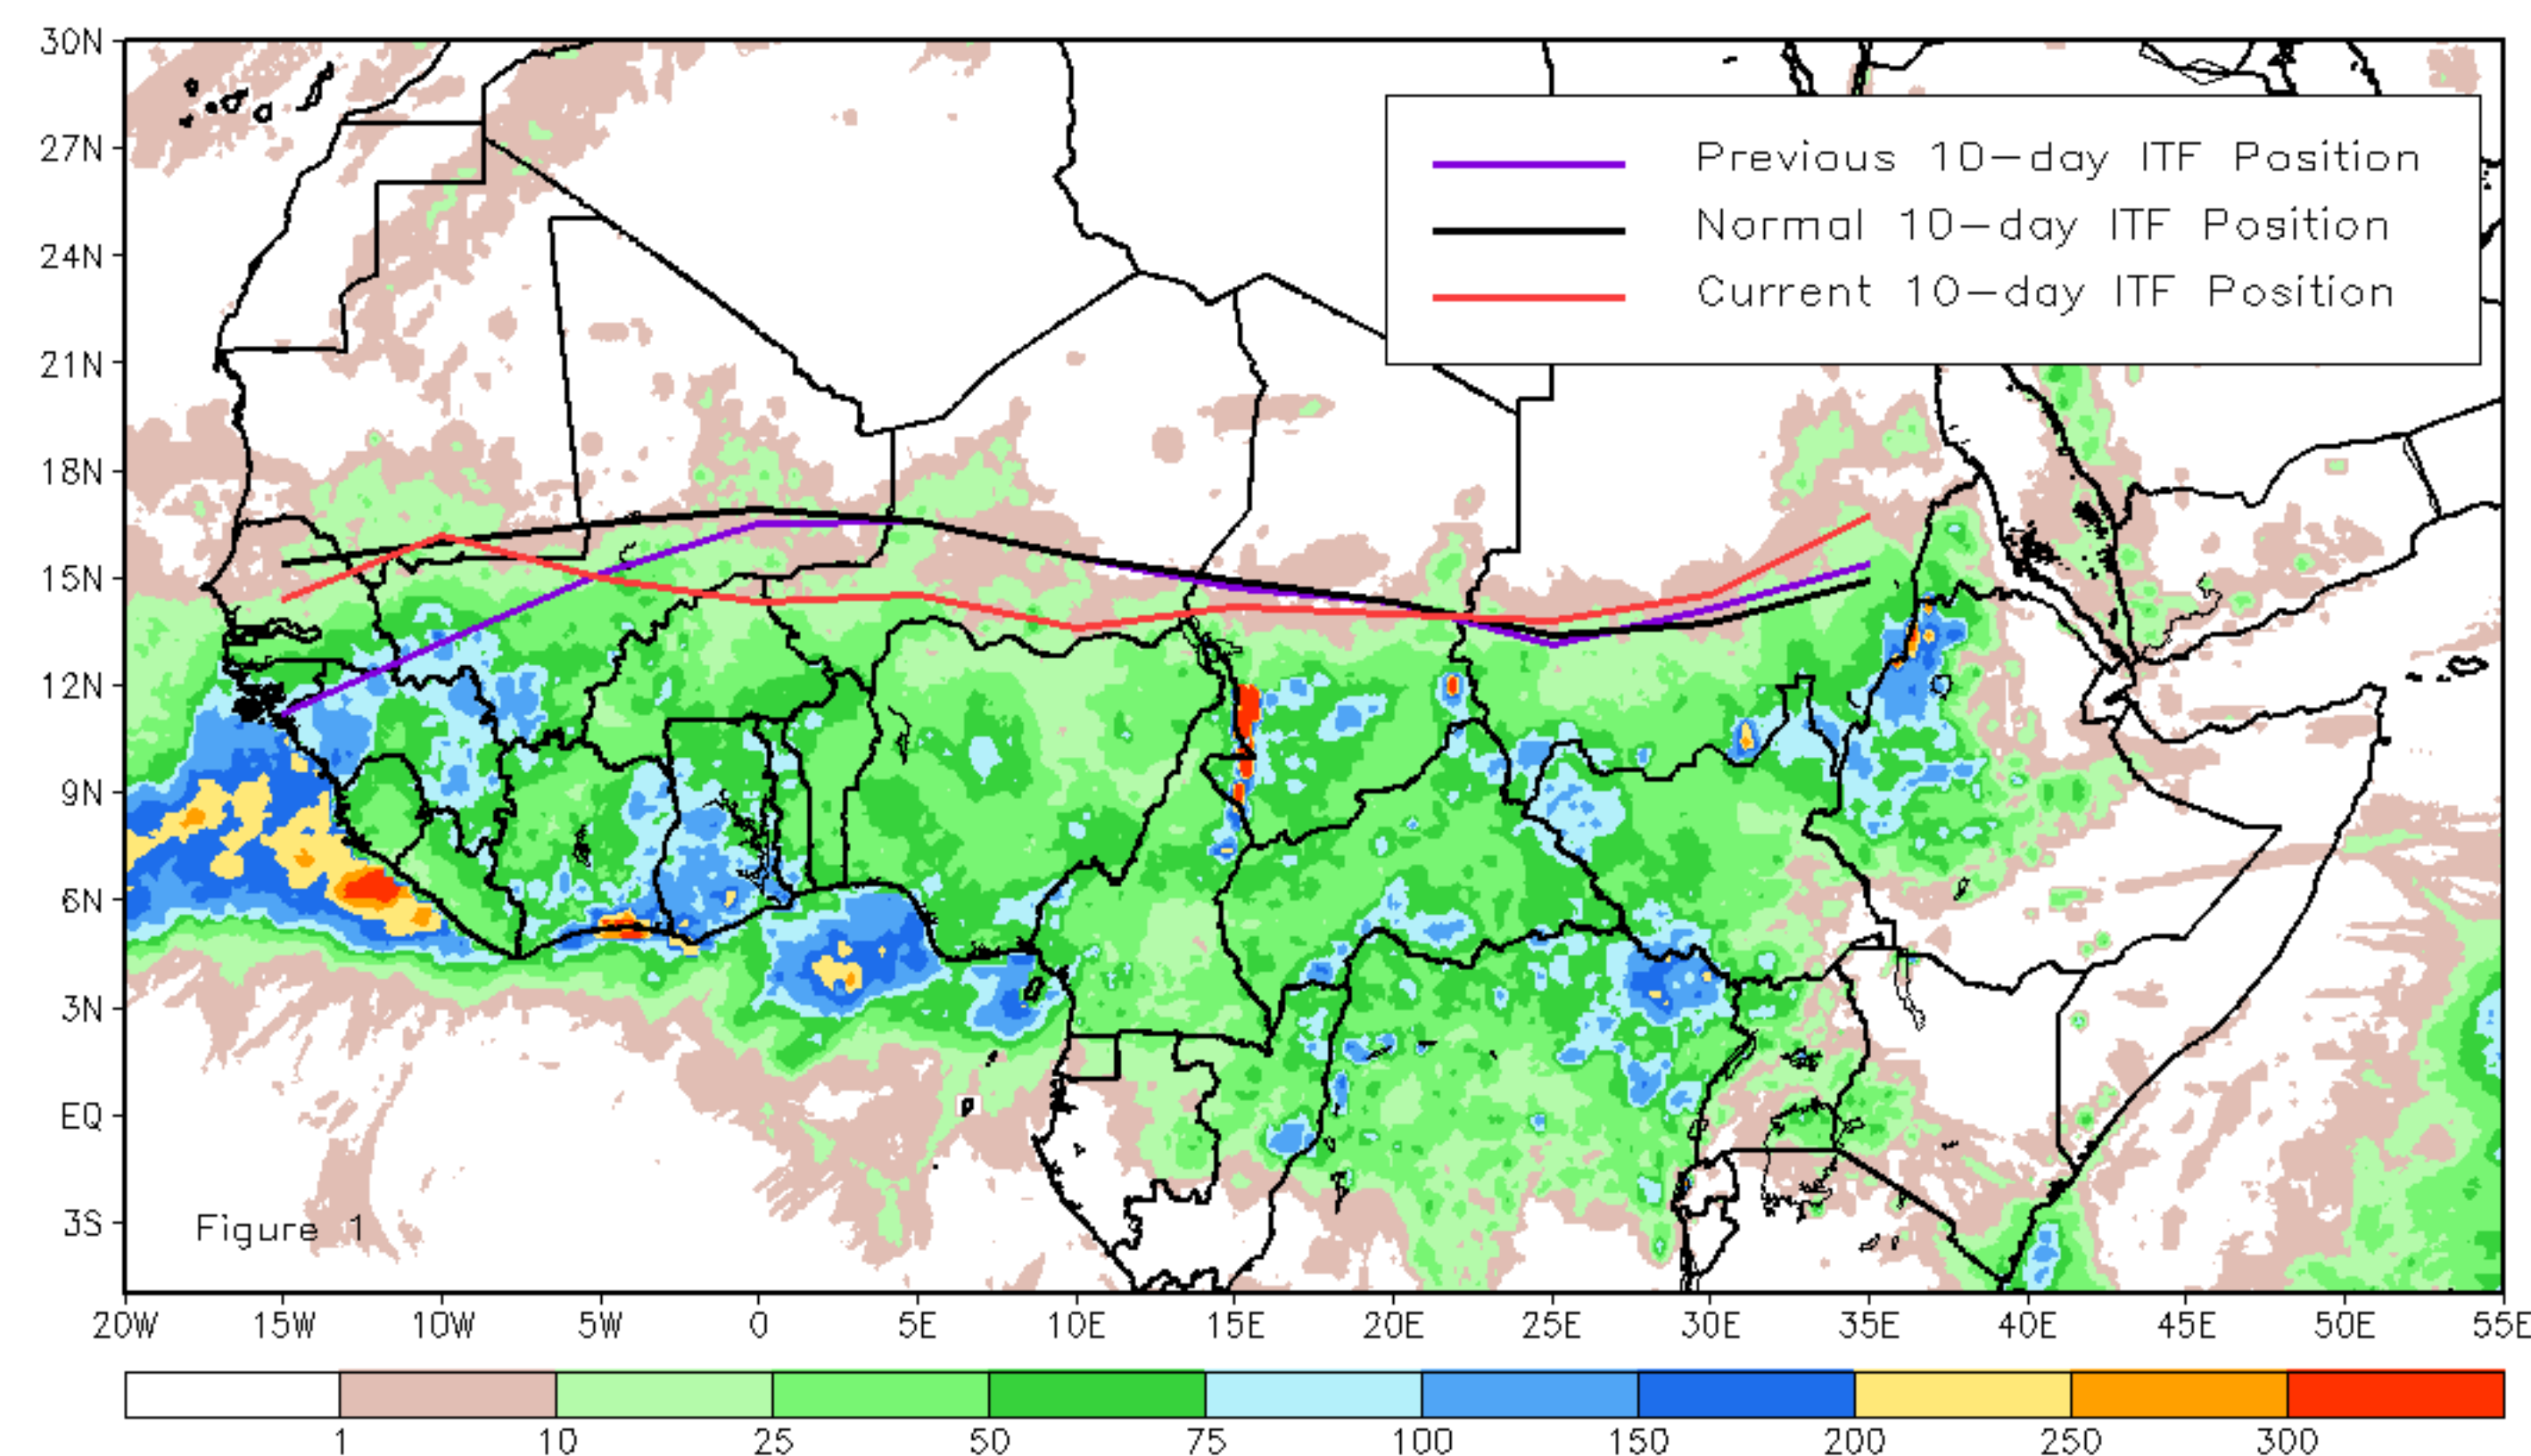 30N
27N
24N
21N
18N
15N
12N
9N
6N
3N
EQ
3S
Previous 10-day ITF Position
Normal 10-day ITF Position
Current 10-day ITF Position
Figure 1
20W 15W 10W 5W 0 5E 10E 15E 20E 25E 30E 35E 40E 45E 50E 55E
1 10 25 50 75 100 150 200 250 300